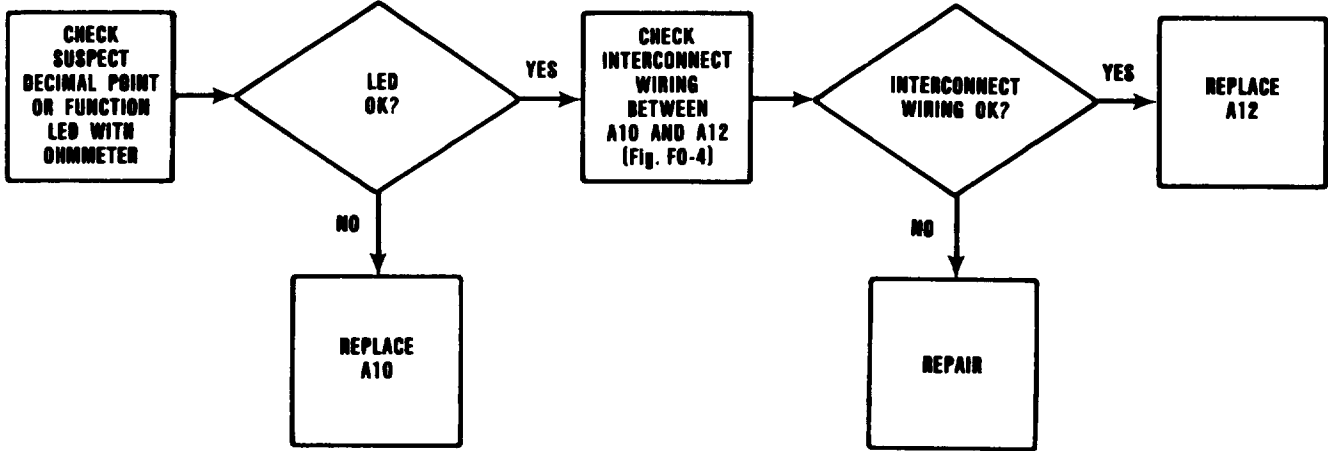 CHECK
SUSPECT
DECIMAL POINT
OR FUNCTION
LED WITH
OHMMETER
LED
OK?
YES
NO
REPLACE
A10
CHECK
INTERCONNECT
WIRING
BETWEEN
A10 AND A12
(Fig. FO-4)
INTERCONNECT
WIRING OK?
YES
NO
REPAIR
REPLACE
A12